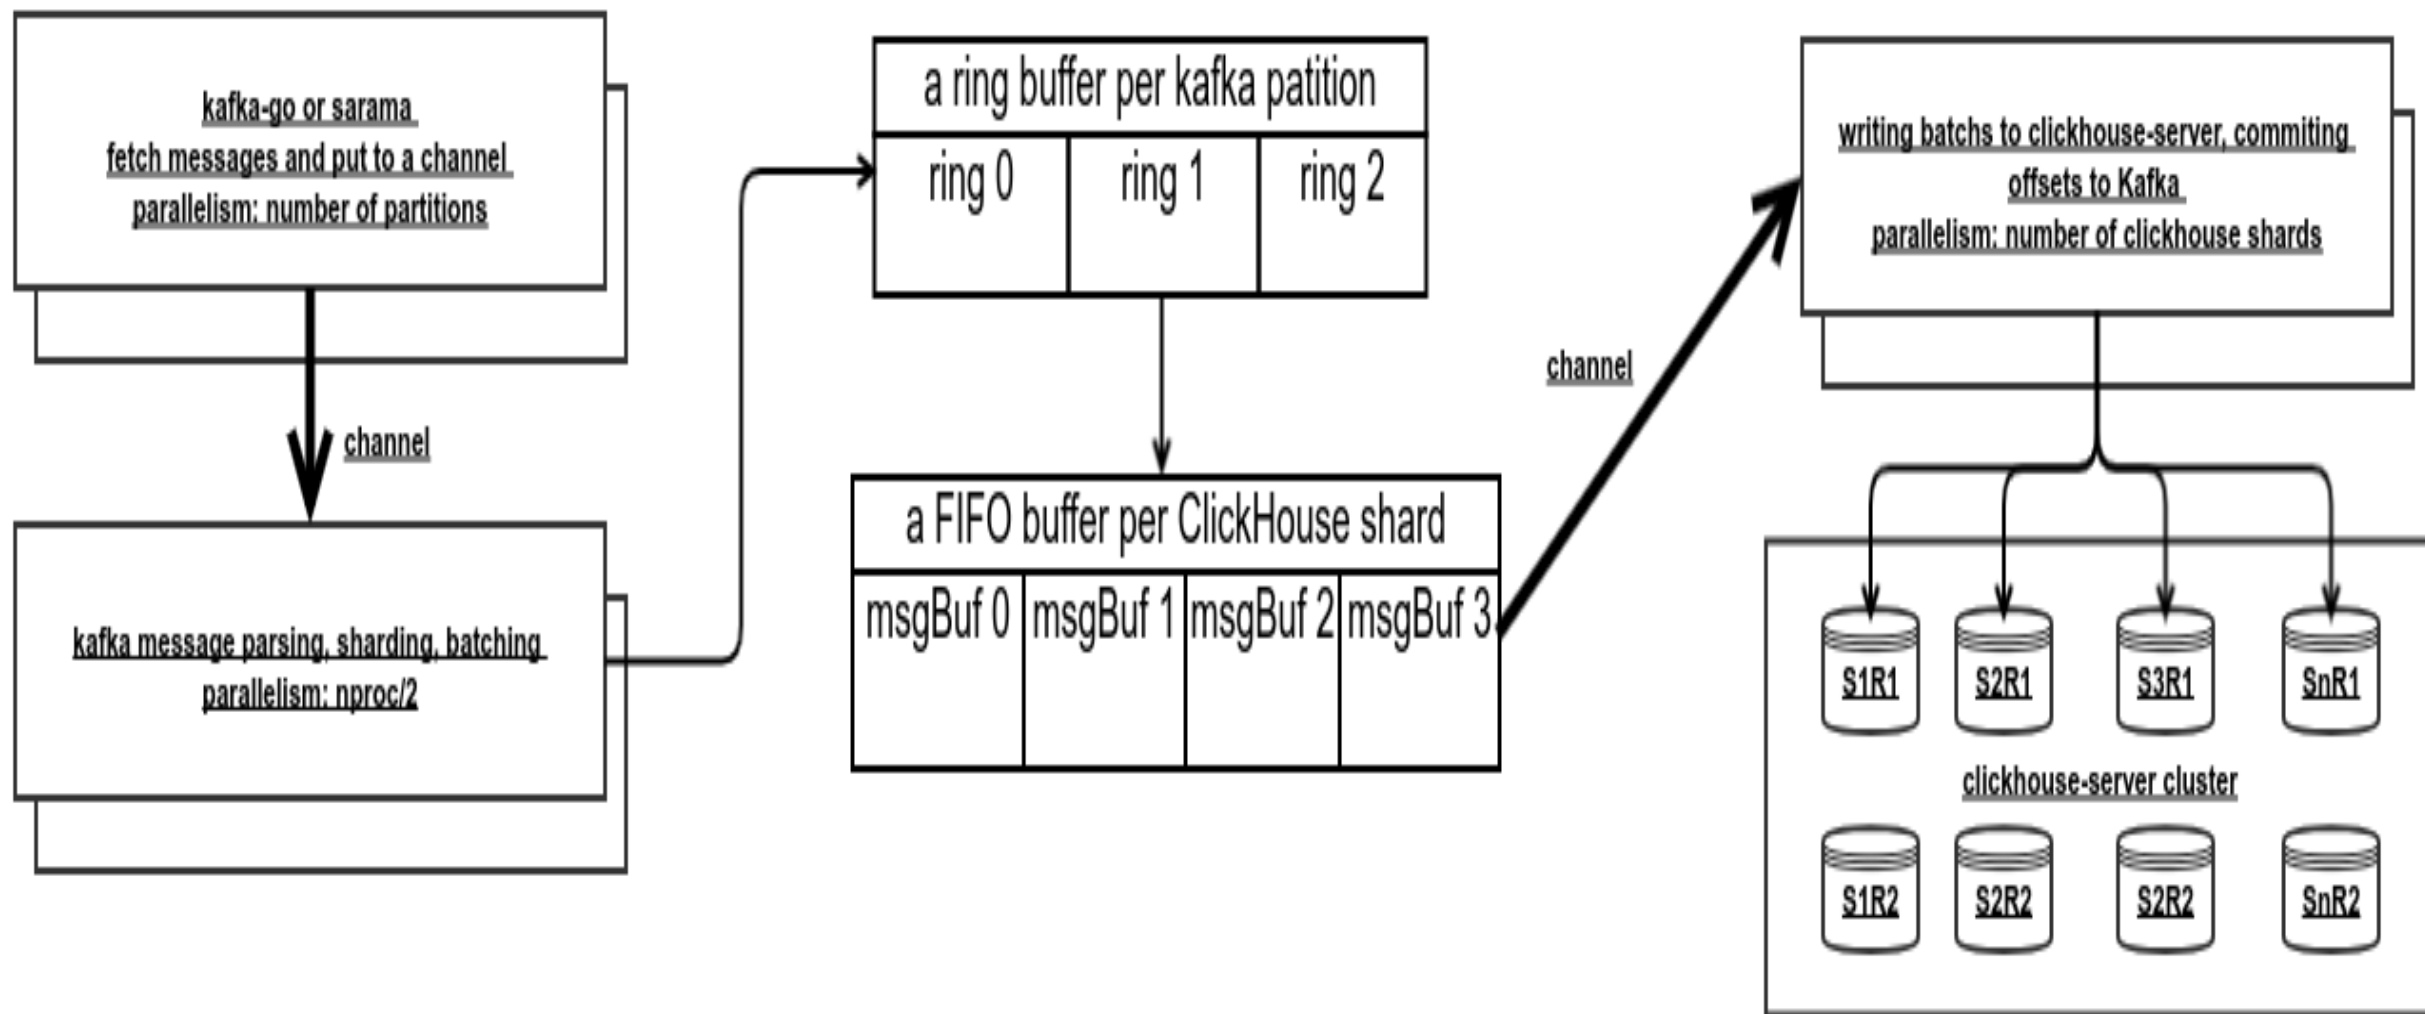 kafka-go or sarama
fetch messages and put to a channel
parallelism: number of partitions
channel
kafka message parsing, sharding, batching
parallelism: nproc/2
a ring buffer per kafka patition
ring 0
ring 1
ring 2
a FIFO buffer per ClickHouse shard
msgBuf 0
msgBuf 1
msgBuf 2
msgBuf 3
channel
writing batchs to clickhouse-server, commiting
offsets to Kafka
parallelism: number of clickhouse shards
S1R1
S2R1
S3R1
SnR1
clickhouse-server cluster
S1R2
S2R2
S2R2
SnR2